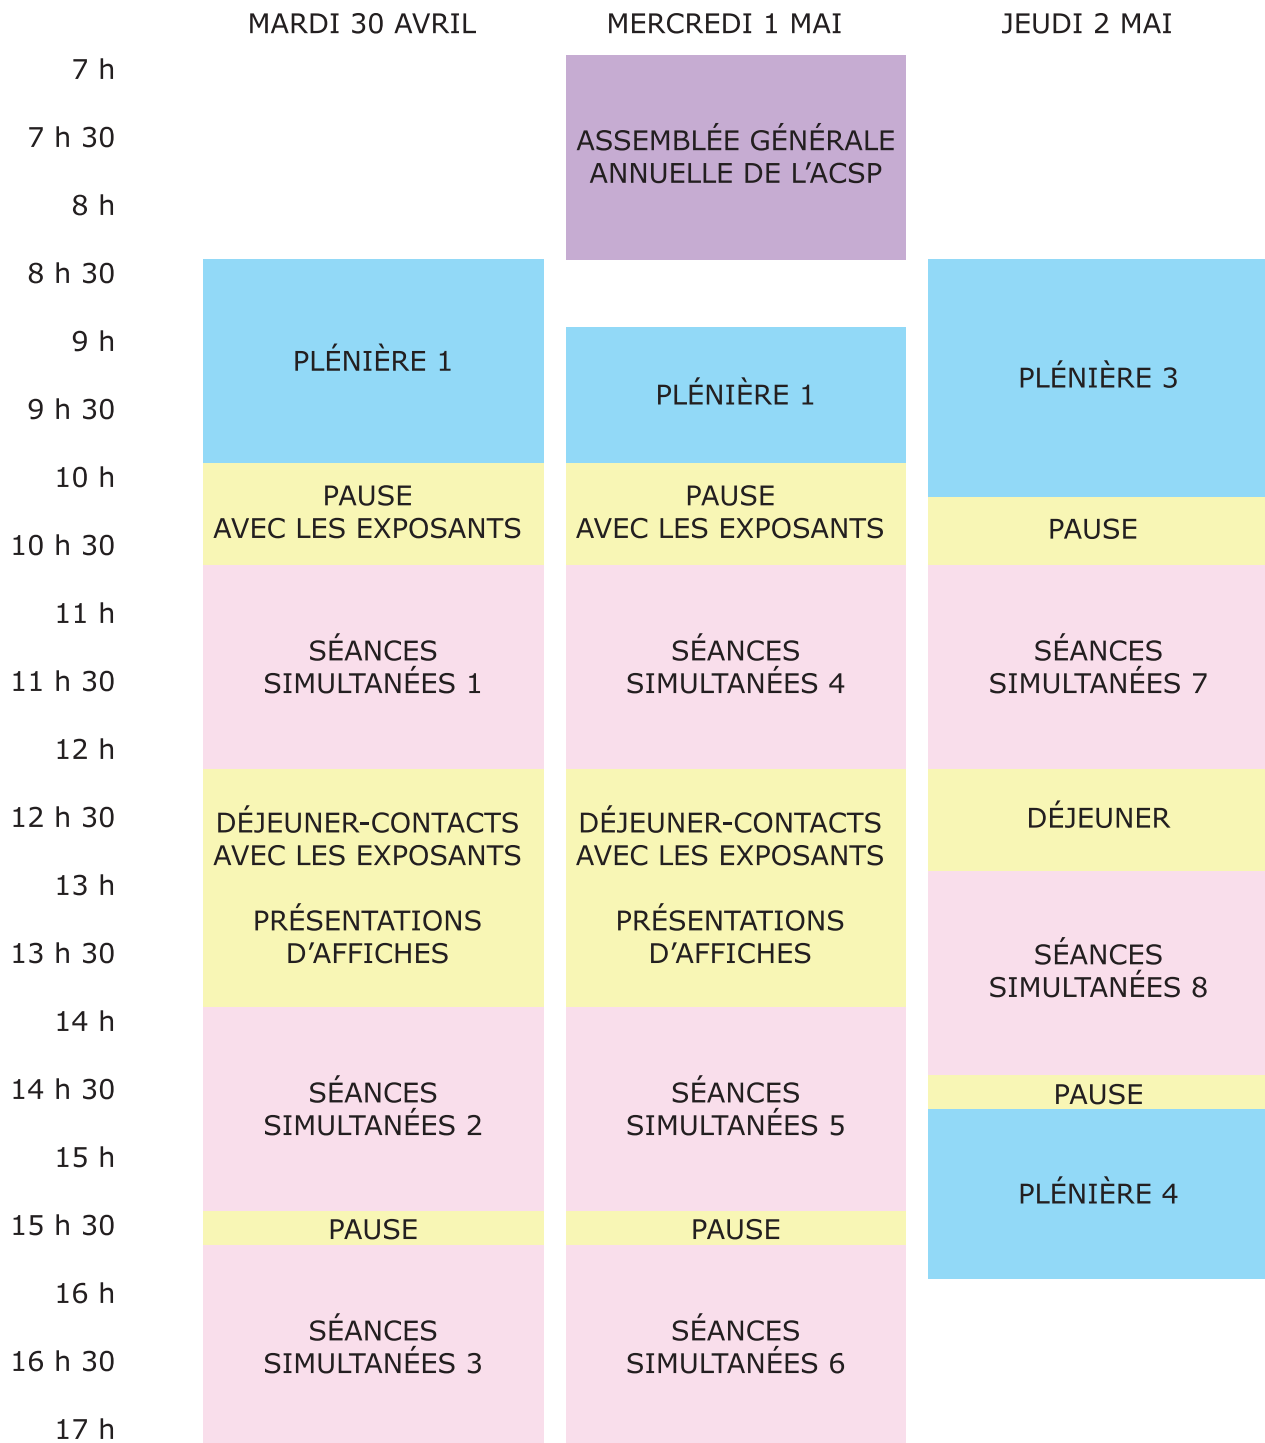 MARDI 30 AVRIL
MERCREDI 1 MAI
JEUDI 2 MAI
7 h
7 h 30
8 h
8 h 30
9 h
9 h 30
10 h
10 h 30
11 h
11 h 30
12 h
12 h 30
13 h
13 h 30
14 h
14 h 30
15 h
15 h 30
16 h
16 h 30
17 h
PLÉNIÈRE 1
PAUSE
AVEC LES EXPOSANTS
SÉANCES
SIMULTANÉES 1
DÉJEUNER-CONTACTS
AVEC LES EXPOSANTS
PRÉSENTATIONS
D’AFFICHES
SÉANCES
SIMULTANÉES 2
PAUSE
SÉANCES
SIMULTANÉES 3
ASSEMBLÉE GÉNÉRALE
ANNUELLE DE L’ACSP
PLÉNIÈRE 1
PAUSE
AVEC LES EXPOSANTS
SÉANCES
SIMULTANÉES 4
DÉJEUNER-CONTACTS
AVEC LES EXPOSANTS
PRÉSENTATIONS
D’AFFICHES
SÉANCES
SIMULTANÉES 5
PAUSE
SÉANCES
SIMULTANÉES 6
PLÉNIÈRE 3
PAUSE
SÉANCES
SIMULTANÉES 7
DÉJEUNER
SÉANCES
SIMULTANÉES 8
PAUSE
PLÉNIÈRE 4